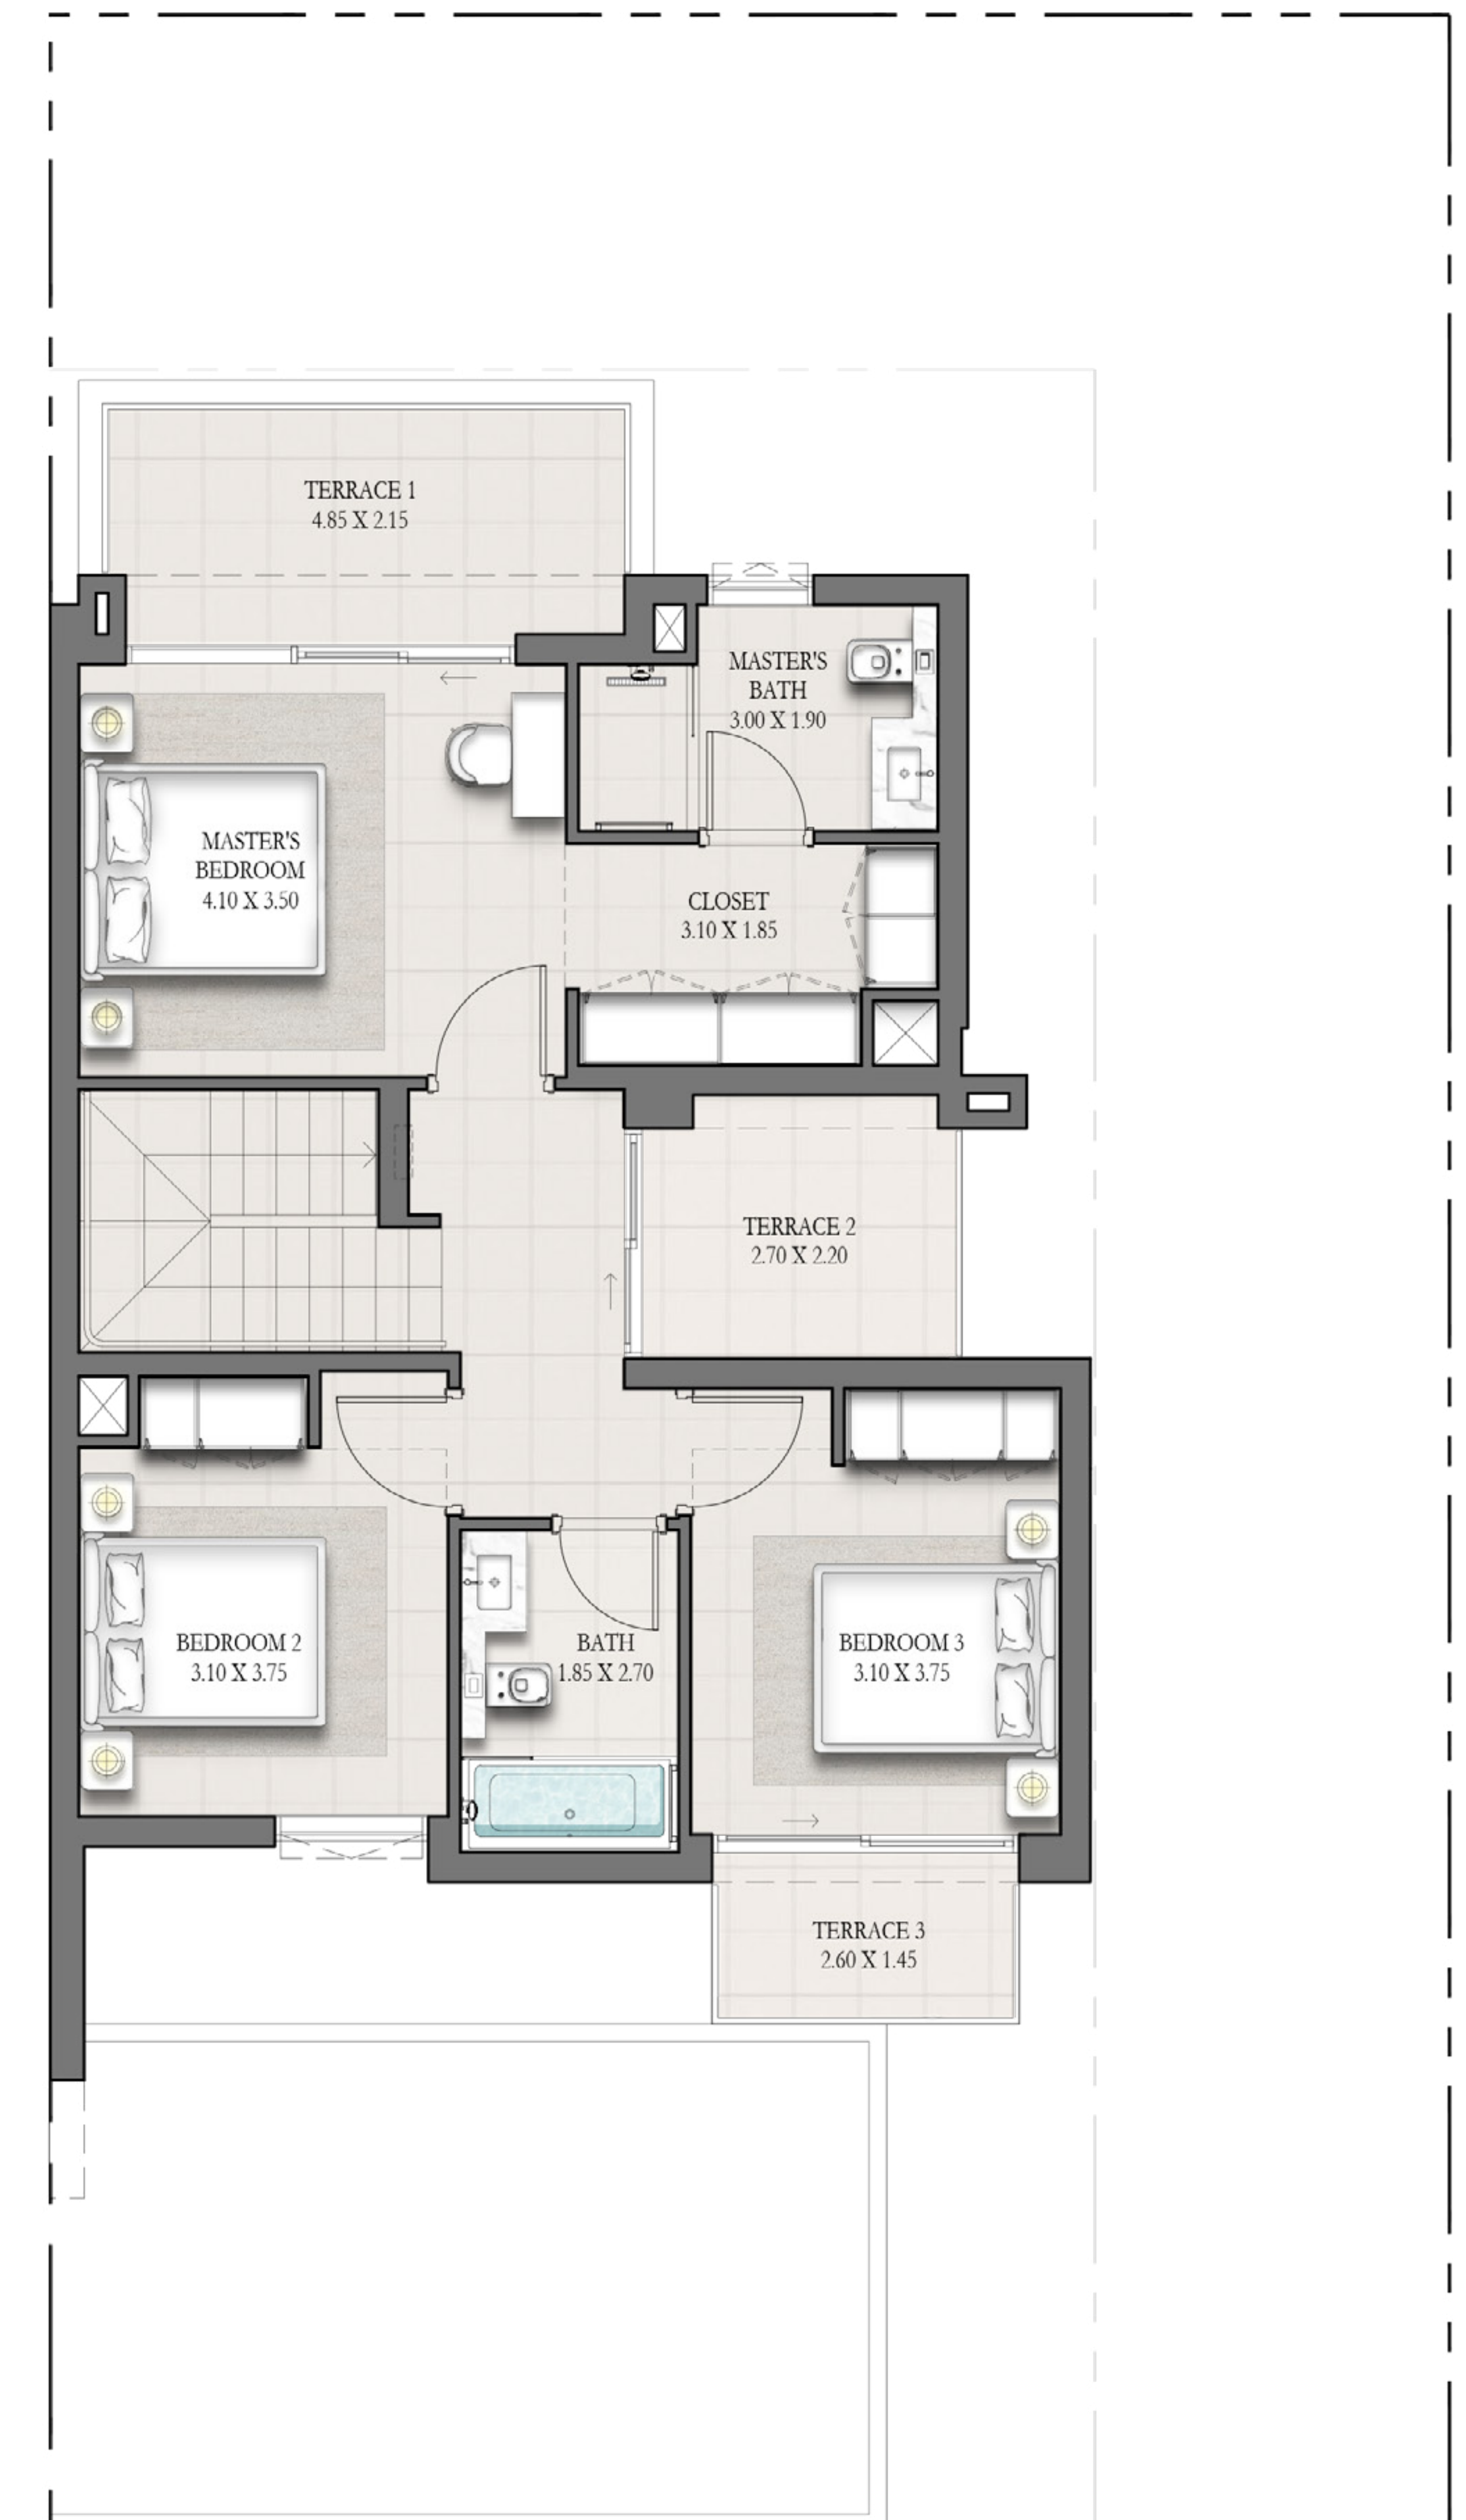 TERRACE 1
4.85 X 2.15
MASTER'S
BATH
3.00 X 1.90
MASTER'S
BEDROOM
4.10 X 3.50
CLOSET
3.10 X 1.85
TERRACE 2
2.70 X 2.20
BEDROOM 2
3.10 X 3.75
BATH
1.85 X 2.70
BEDROOM 3
3.10 X 3.75
TERRACE 3
2.60 X 1.45